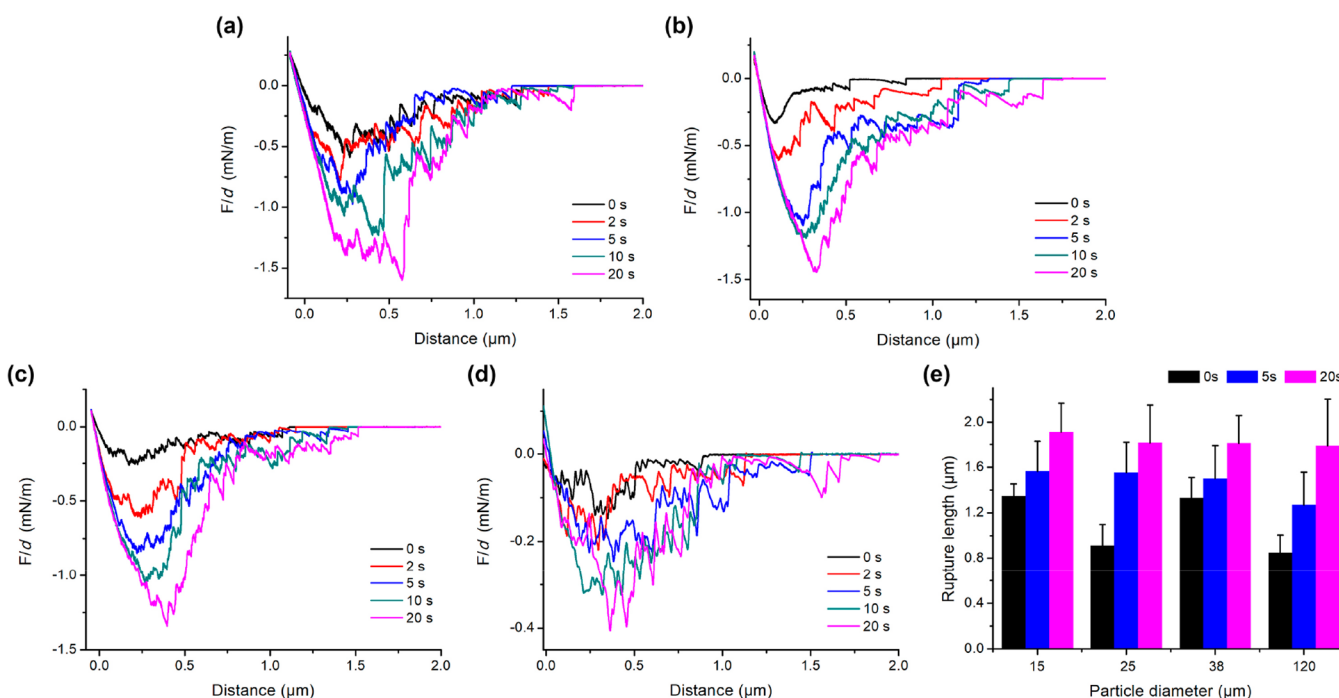 (a)
0.0
-0.5
-1.0
-1.5
F/d (mN/m)
0 s
2 s
5 s
10 s
20 s
0.0 0.5 1.0 1.5 2.0
Distance (µm)
(b)
0.0
-0.5
-1.0
-1.5
F/d (mN/m)
0 s
2 s
5 s
10 s
20 s
0.0 0.5 1.0 1.5 2.0
Distance (µm)
(c)
0.0
-0.5
-1.0
-1.5
F/d (mN/m)
0 s
2 s
5 s
10 s
20 s
0.0 0.5 1.0 1.5 2.0
Distance (µm)
(d)
0.0
-0.2
-0.4
F/d (mN/m)
0 s
2 s
5 s
10 s
20 s
0.0 0.5 1.0 1.5 2.0
Distance (µm)
(e)
0s 5s 20s
2.0
1.6
1.2
0.8
0.4
0.0
Rupture length (µm)
15 25 38 120
Particle diameter (µm)